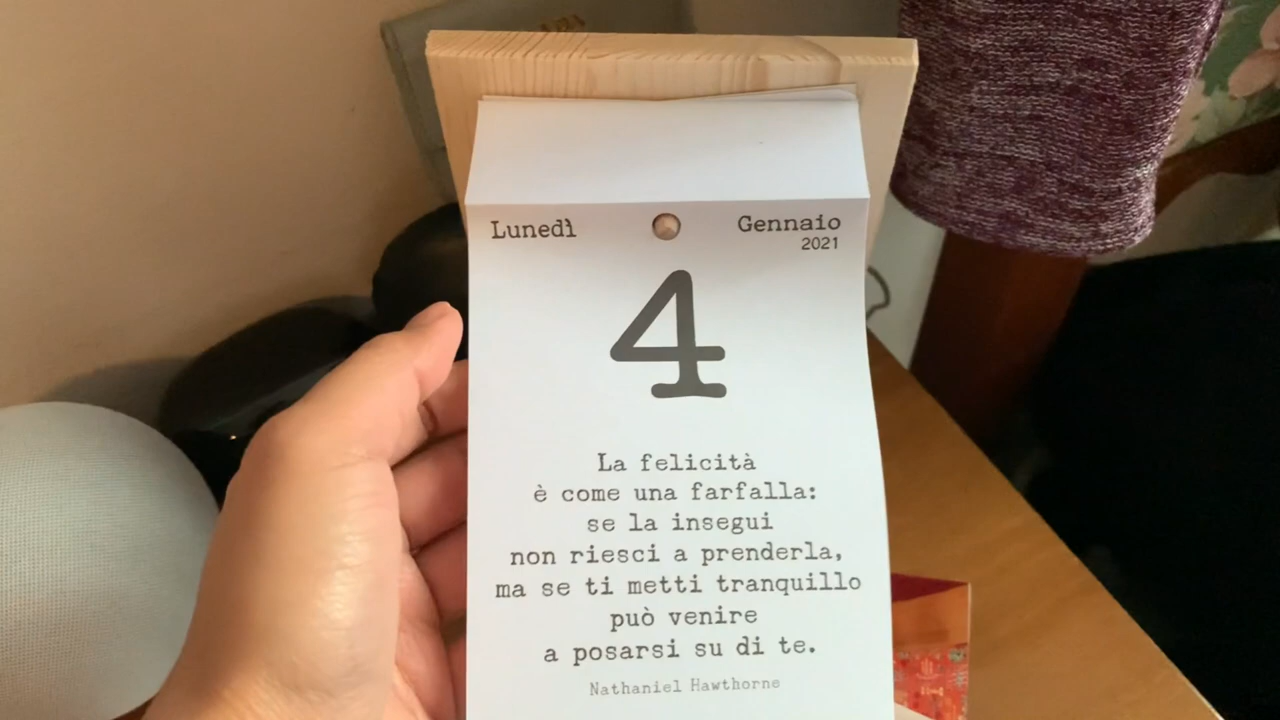 Lunedì
Gennaio
2021
4
La felicità
è come una farfalla:
se la insegui
non riesci a prenderla,
ma se ti metti tranquillo
può venire
a posarsi su di te.
Nathaniel Hawthorne